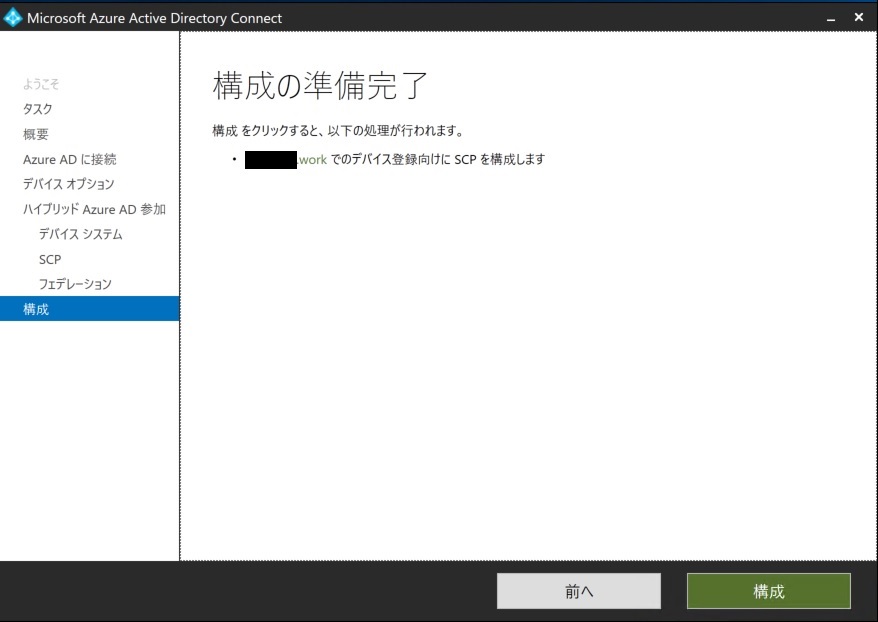 Microsoft Azure Active Directory Connect
ようこそ
タスク
概要
Azure AD に接続
デバイス オプション
ハイブリッド Azure AD 参加
デバイス システム
SCP
フェデレーション
構成
構成の準備完了
構成 をクリックすると、以下の処理が行われます。
• .work でのデバイス登録向けに SCP を構成します
前へ
構成